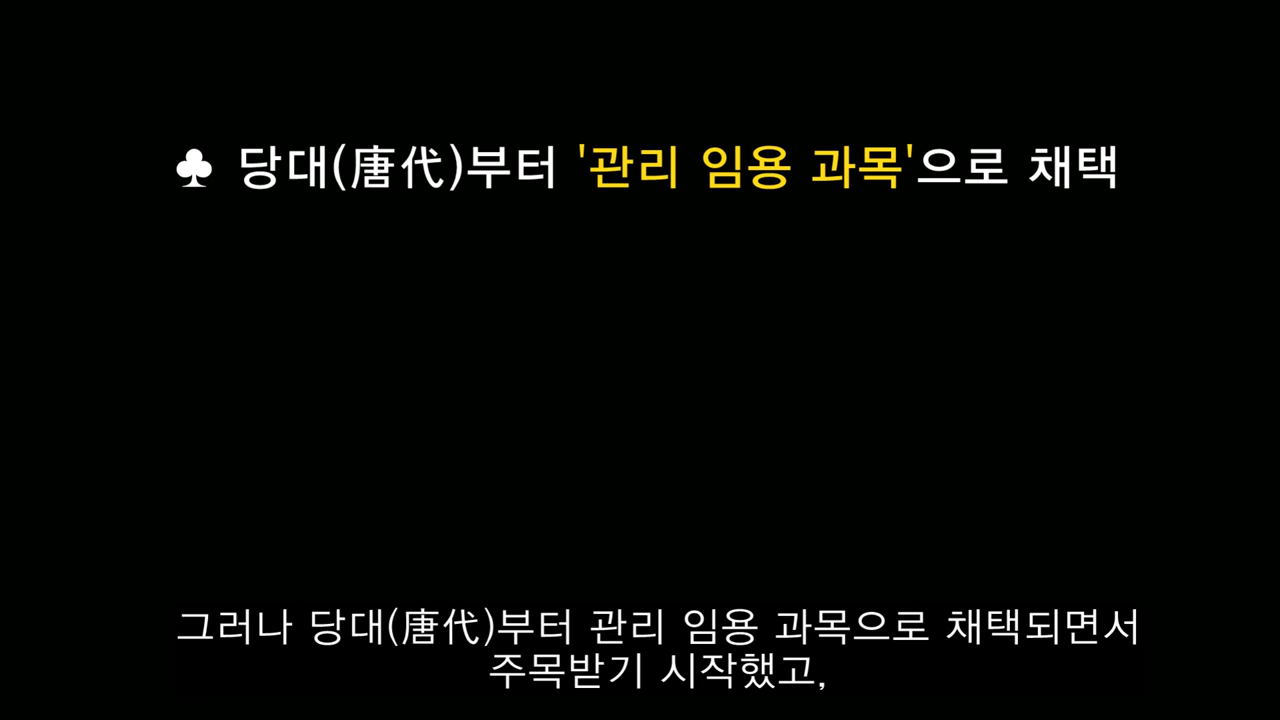 ♣ 당대(唐代)부터 '관리 임용 과목'으로 채택
그러나 당대(唐代)부터 관리 임용 과목으로 채택되면서
주목받기 시작했고,